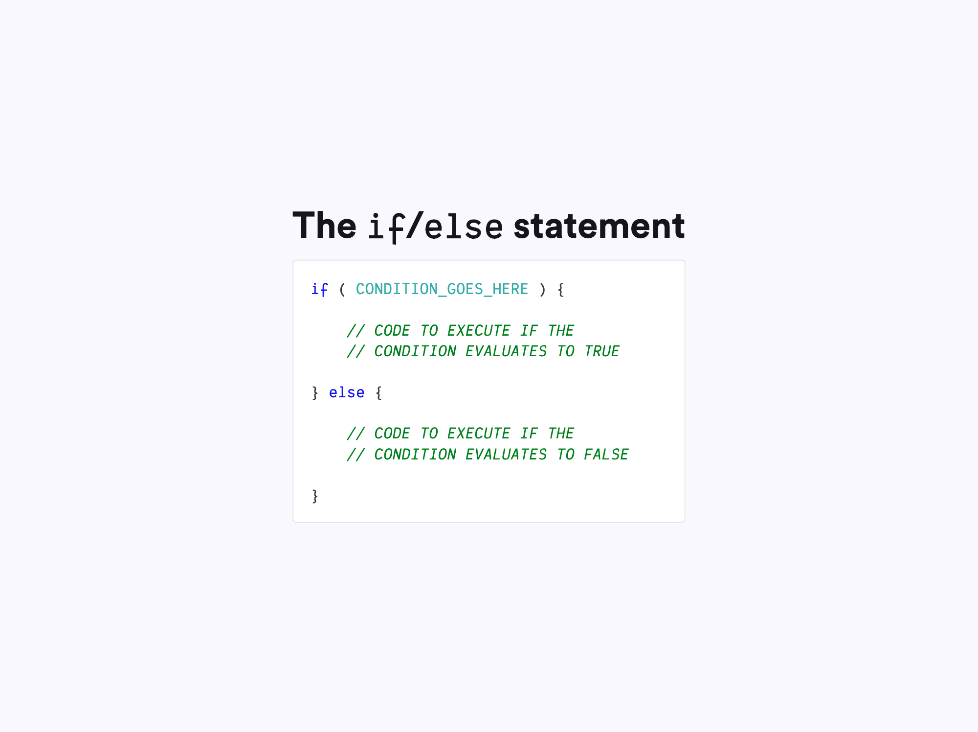 The if/else statement
if ( CONDITION_GOES_HERE ) {
// CODE TO EXECUTE IF THE
// CONDITION EVALUATES TO TRUE
} else {
// CODE TO EXECUTE IF THE
// CONDITION EVALUATES TO FALSE
}